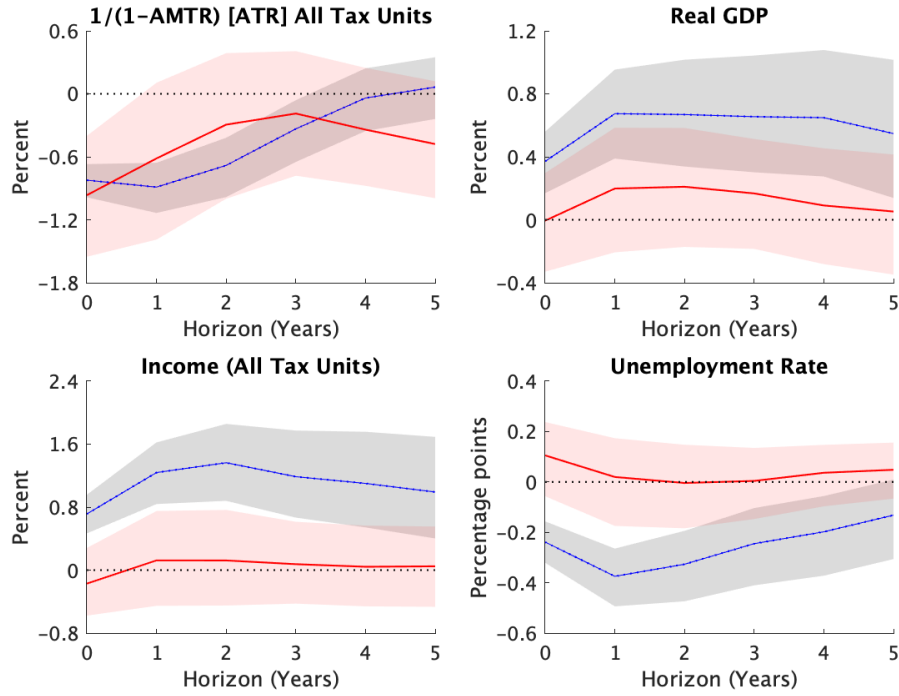 1/(1-AMTR) [ATR] All Tax Units
0.6
0
-0.6
-1.2
-1.8
Percent
0 1 2 3 4 5
Horizon (Years)
Real GDP
1.2
0.8
0.4
0
-0.4
Percent
0 1 2 3 4 5
Horizon (Years)
Income (All Tax Units)
2.4
1.6
0.8
0
-0.8
Percent
0 1 2 3 4 5
Horizon (Years)
Unemployment Rate
0.4
0.2
0
-0.2
-0.4
-0.6
Percentage points
0 1 2 3 4 5
Horizon (Years)